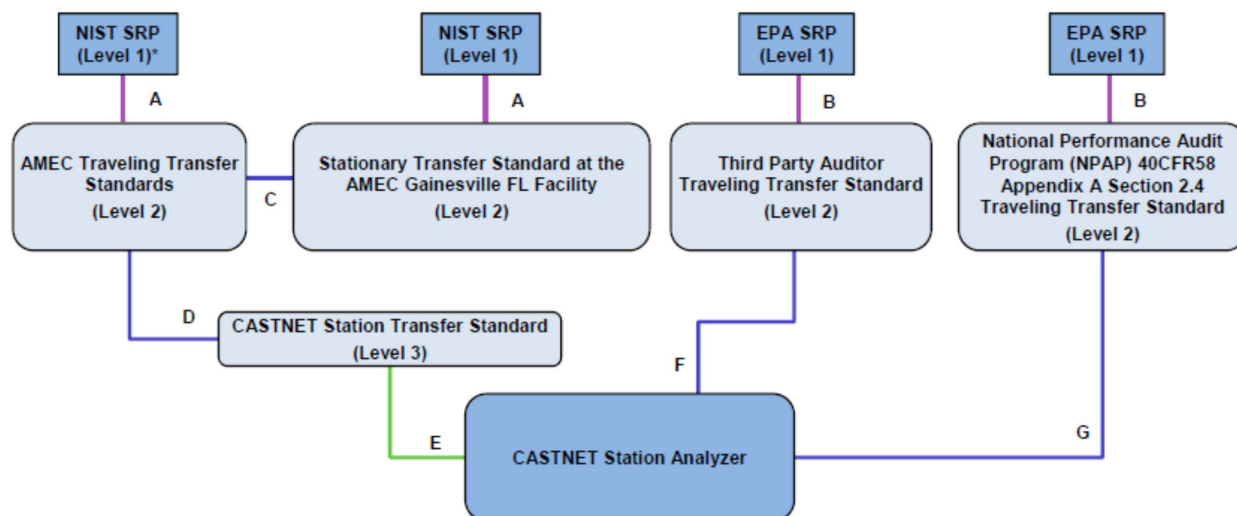 NIST SRP
(Level 1)*
NIST SRP
(Level 1)
EPA SRP
(Level 1)
EPA SRP
(Level 1)
A
A
B
B
AMEC Traveling Transfer
Standards
(Level 2)
C
Stationary Transfer Standard at the
AMEC Gainesville FL Facility
(Level 2)
Third Party Auditor
Traveling Transfer Standard
(Level 2)
National Performance Audit
Program (NPAP) 40CFR58
Appendix A Section 2.4
Traveling Transfer Standard
(Level 2)
D
CASTNET Station Transfer Standard
(Level 3)
F
E
G
CASTNET Station Analyzer